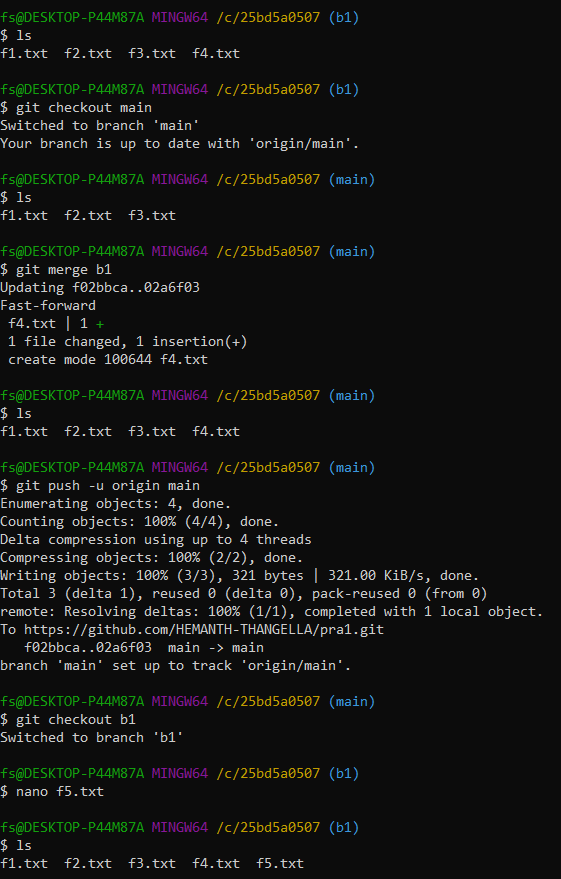 fs@DESKTOP-P44M87A MINGW64 /c/25bd5a0507 (b1)
$ ls
f1.txt  f2.txt  f3.txt  f4.txt
fs@DESKTOP-P44M87A MINGW64 /c/25bd5a0507 (b1)
$ git checkout main
Switched to branch 'main'
Your branch is up to date with 'origin/main'.
fs@DESKTOP-P44M87A MINGW64 /c/25bd5a0507 (main)
$ ls
f1.txt  f2.txt  f3.txt
fs@DESKTOP-P44M87A MINGW64 /c/25bd5a0507 (main)
$ git merge b1
Updating f02bbca..02a6f03
Fast-forward
 f4.txt | 1 +
 1 file changed, 1 insertion(+)
 create mode 100644 f4.txt
fs@DESKTOP-P44M87A MINGW64 /c/25bd5a0507 (main)
$ ls
f1.txt  f2.txt  f3.txt  f4.txt
fs@DESKTOP-P44M87A MINGW64 /c/25bd5a0507 (main)
$ git push -u origin main
Enumerating objects: 4, done.
Counting objects: 100% (4/4), done.
Delta compression using up to 4 threads
Compressing objects: 100% (2/2), done.
Writing objects: 100% (3/3), 321 bytes | 321.00 KiB/s, done.
Total 3 (delta 1), reused 0 (delta 0), pack-reused 0 (from 0)
remote: Resolving deltas: 100% (1/1), completed with 1 local object.
To https://github.com/HEMANTH-THANGELLA/pra1.git
   f02bbca..02a6f03  main -> main
branch 'main' set up to track 'origin/main'.
fs@DESKTOP-P44M87A MINGW64 /c/25bd5a0507 (main)
$ git checkout b1
Switched to branch 'b1'
fs@DESKTOP-P44M87A MINGW64 /c/25bd5a0507 (b1)
$ nano f5.txt
fs@DESKTOP-P44M87A MINGW64 /c/25bd5a0507 (b1)
$ ls
f1.txt  f2.txt  f3.txt  f4.txt  f5.txt